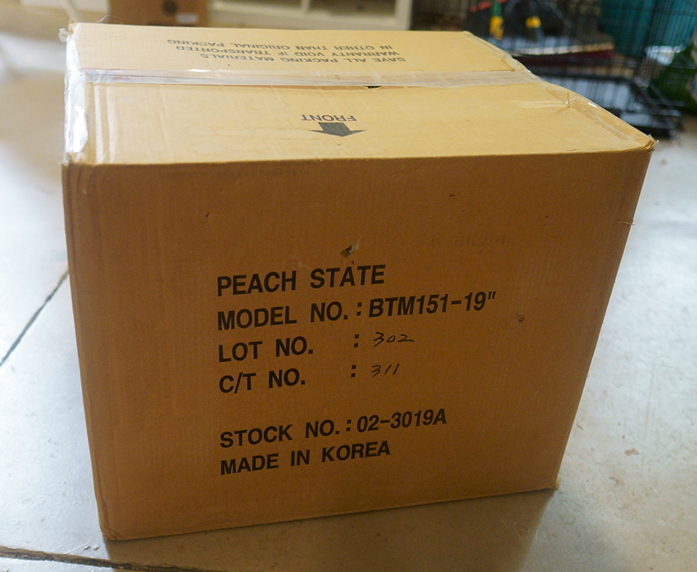 SAVE ALL PACKING MATERIALS
WARRANTY VOID IF TRANSPORTED
IN OTHER THAN ORIGINAL PACKING
FRONT
PEACH STATE
MODEL NO.: BTM151-19"
LOT NO. : 302
C/T NO. : 311
STOCK NO.: 02-3019A
MADE IN KOREA